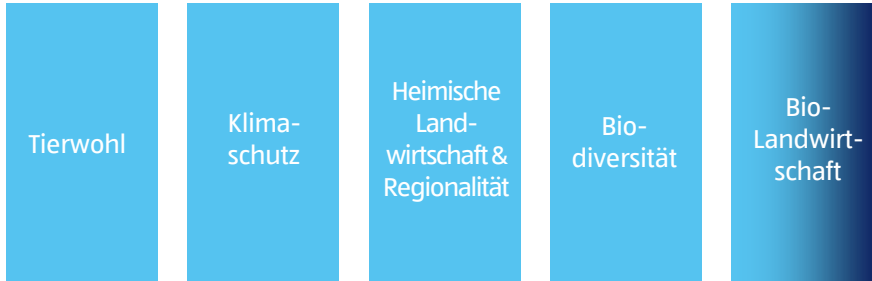 Tierwohl
Klima-
schutz
Heimische
Land-
wirtschaft &
Regionalität
Bio-
diversität
Bio-
Landwirt-
schaft